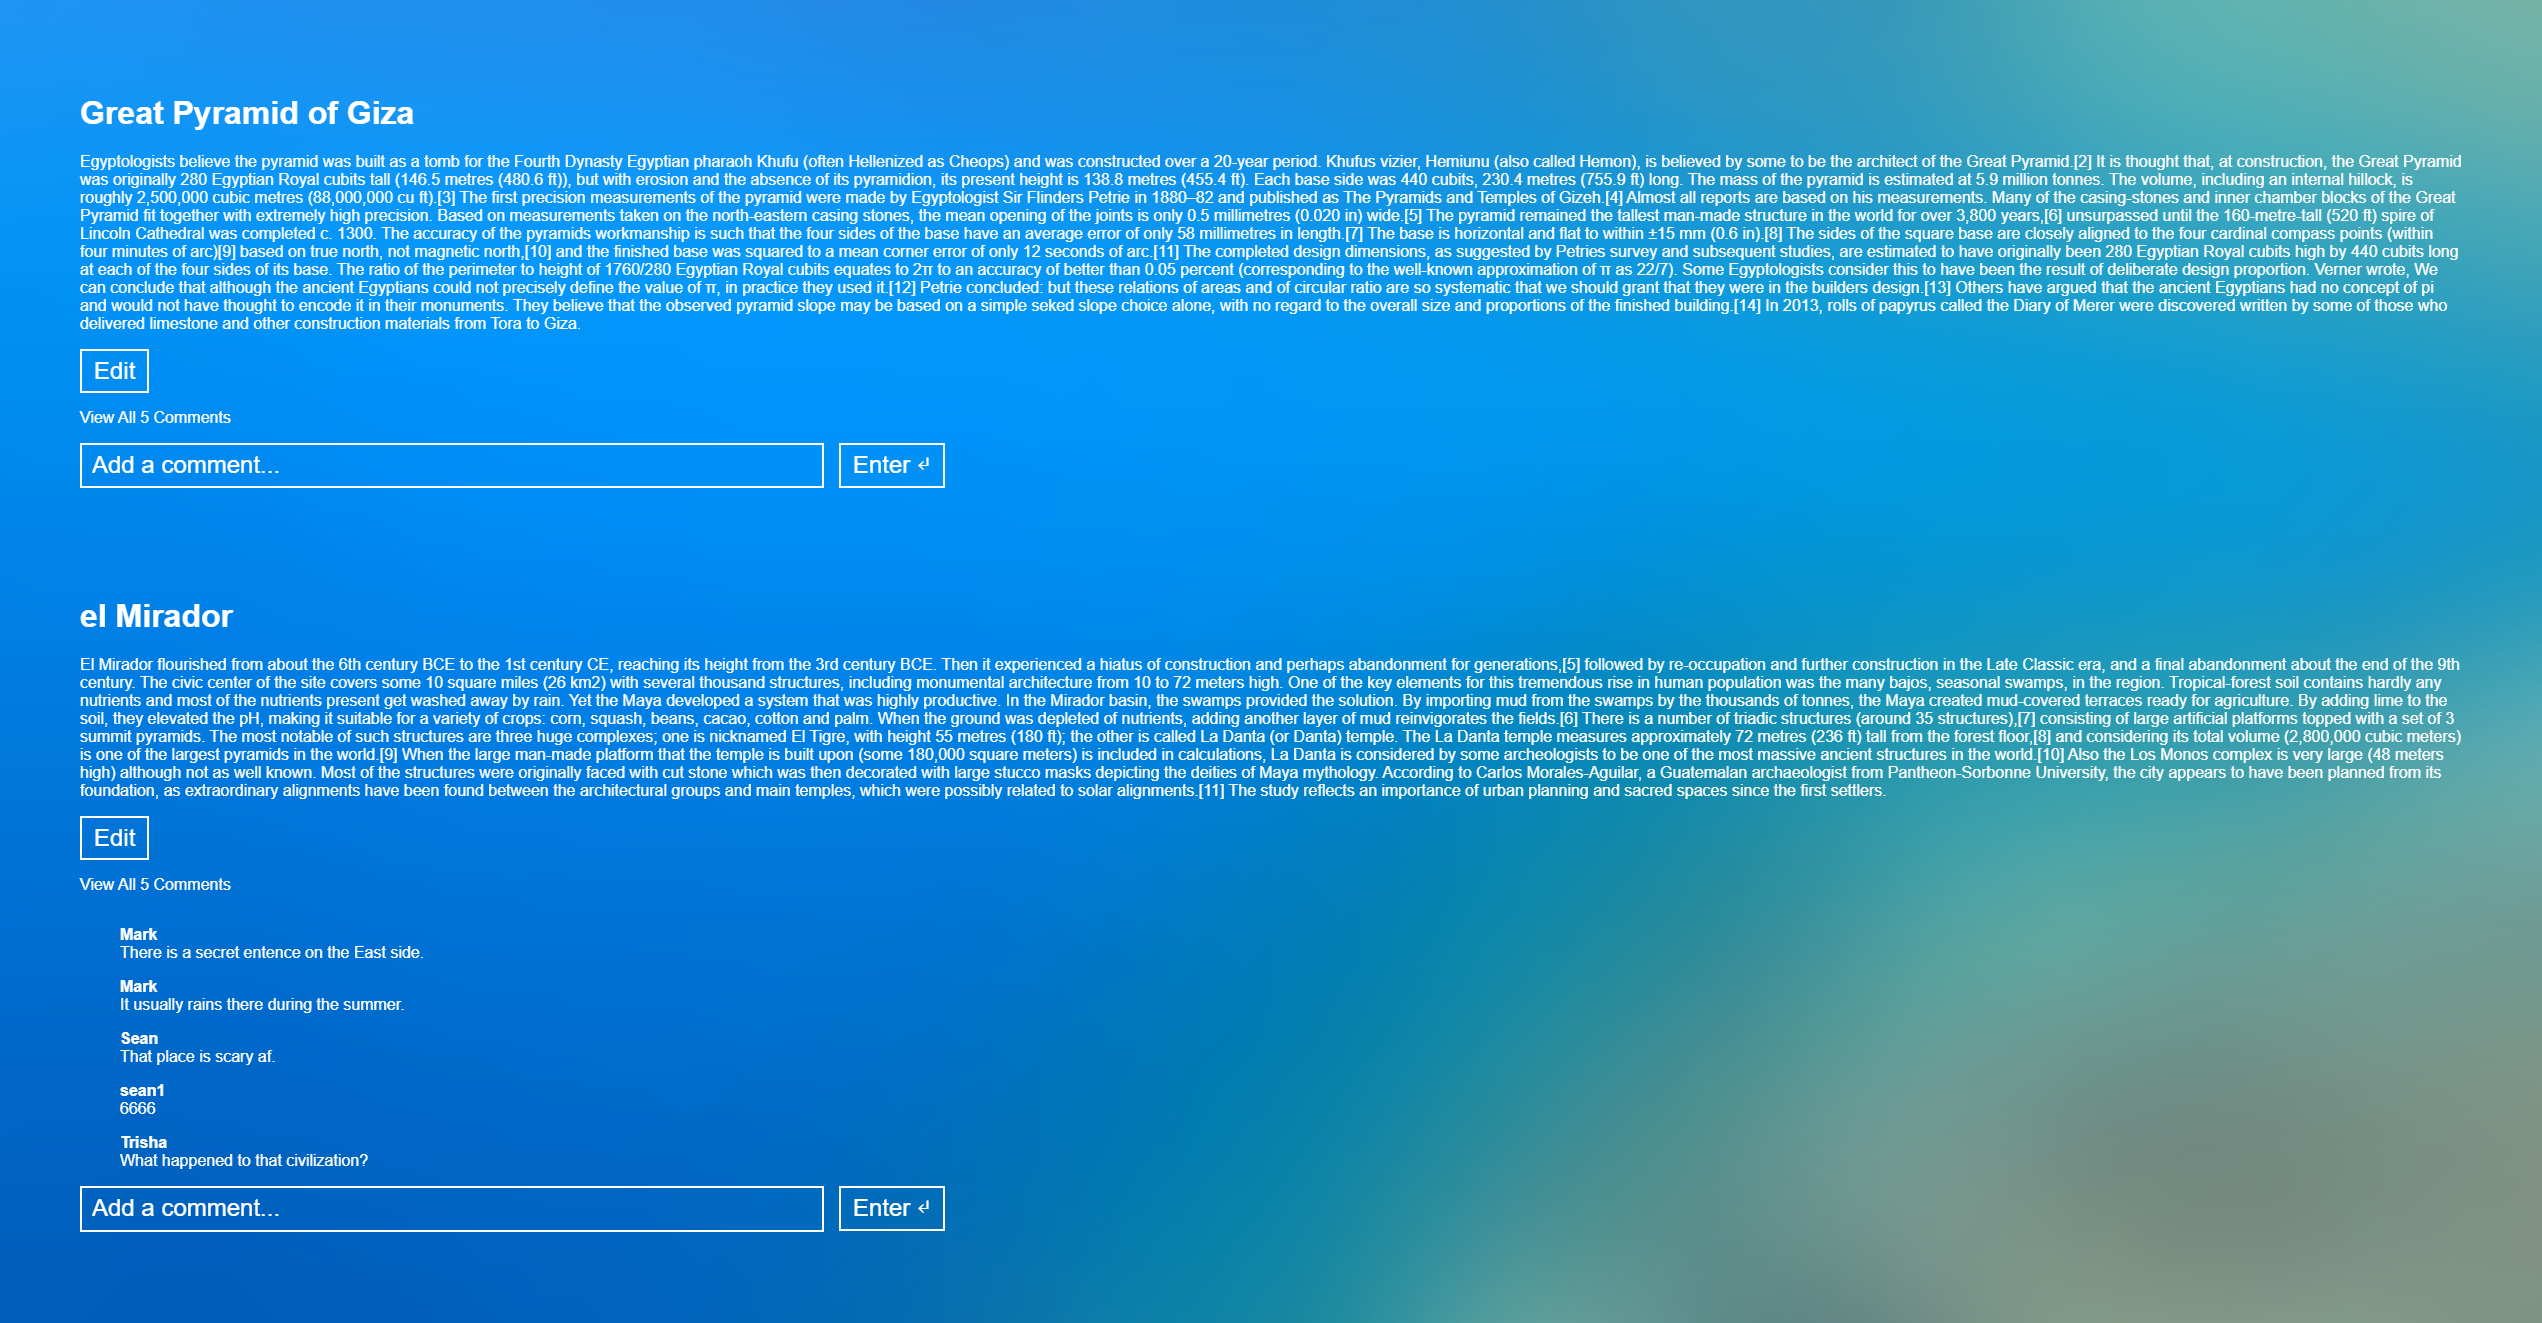 Great Pyramid of Giza
Egyptologists believe the pyramid was built as a tomb for the Fourth Dynasty Egyptian pharaoh Khufu (often Hellenized as Cheops) and was constructed over a 20-year period. Khufus vizier, Hemiunu (also called Hemon), is believed by some to be the architect of the Great Pyramid.[2] It is thought that, at construction, the Great Pyramid
was originally 280 Egyptian Royal cubits tall (146.5 metres (480.6 ft)), but with erosion and the absence of its pyramidion, its present height is 138.8 metres (455.4 ft). Each base side was 440 cubits, 230.4 metres (755.9 ft) long. The mass of the pyramid is estimated at 5.9 million tonnes. The volume, including an internal hillock, is
roughly 2,500,000 cubic metres (88,000,000 cu ft).[3] The first precision measurements of the pyramid were made by Egyptologist Sir Flinders Petrie in 1880–82 and published as The Pyramids and Temples of Gizeh.[4] Almost all reports are based on his measurements. Many of the casing-stones and inner chamber blocks of the Great
Pyramid fit together with extremely high precision. Based on measurements taken on the north-eastern casing stones, the mean opening of the joints is only 0.5 millimetres (0.020 in) wide.[5] The pyramid remained the tallest man-made structure in the world for over 3,800 years,[6] unsurpassed until the 160-metre-tall (520 ft) spire of
Lincoln Cathedral was completed c. 1300. The accuracy of the pyramids workmanship is such that the four sides of the base have an average error of only 58 millimetres in length.[7] The base is horizontal and flat to within ±15 mm (0.6 in).[8] The sides of the square base are closely aligned to the four cardinal compass points (within
four minutes of arc)[9] based on true north, not magnetic north,[10] and the finished base was squared to a mean corner error of only 12 seconds of arc.[11] The completed design dimensions, as suggested by Petries survey and subsequent studies, are estimated to have originally been 280 Egyptian Royal cubits high by 440 cubits long
at each of the four sides of its base. The ratio of the perimeter to height of 1760/280 Egyptian Royal cubits equates to 2π to an accuracy of better than 0.05 percent (corresponding to the well-known approximation of π as 22/7). Some Egyptologists consider this to have been the result of deliberate design proportion. Verner wrote, We
can conclude that although the ancient Egyptians could not precisely define the value of π, in practice they used it.[12] Petrie concluded: but these relations of areas and of circular ratio are so systematic that we should grant that they were in the builders design.[13] Others have argued that the ancient Egyptians had no concept of pi
and would not have thought to encode it in their monuments. They believe that the observed pyramid slope may be based on a simple seked slope choice alone, with no regard to the overall size and proportions of the finished building.[14] In 2013, rolls of papyrus called the Diary of Merer were discovered written by some of those who
delivered limestone and other construction materials from Tora to Giza.
Edit
View All 5 Comments
Add a comment...
Enter ↵
el Mirador
El Mirador flourished from about the 6th century BCE to the 1st century CE, reaching its height from the 3rd century BCE. Then it experienced a hiatus of construction and perhaps abandonment for generations,[5] followed by re-occupation and further construction in the Late Classic era, and a final abandonment about the end of the 9th
century. The civic center of the site covers some 10 square miles (26 km2) with several thousand structures, including monumental architecture from 10 to 72 meters high. One of the key elements for this tremendous rise in human population was the many bajos, seasonal swamps, in the region. Tropical-forest soil contains hardly any
nutrients and most of the nutrients present get washed away by rain. Yet the Maya developed a system that was highly productive. In the Mirador basin, the swamps provided the solution. By importing mud from the swamps by the thousands of tonnes, the Maya created mud-covered terraces ready for agriculture. By adding lime to the
soil, they elevated the pH, making it suitable for a variety of crops: corn, squash, beans, cacao, cotton and palm. When the ground was depleted of nutrients, adding another layer of mud reinvigorates the fields.[6] There is a number of triadic structures (around 35 structures),[7] consisting of large artificial platforms topped with a set of 3
summit pyramids. The most notable of such structures are three huge complexes; one is nicknamed El Tigre, with height 55 metres (180 ft); the other is called La Danta (or Danta) temple. The La Danta temple measures approximately 72 metres (236 ft) tall from the forest floor,[8] and considering its total volume (2,800,000 cubic meters)
is one of the largest pyramids in the world.[9] When the large man-made platform that the temple is built upon (some 180,000 square meters) is included in calculations, La Danta is considered by some archeologists to be one of the most massive ancient structures in the world.[10] Also the Los Monos complex is very large (48 meters
high) although not as well known. Most of the structures were originally faced with cut stone which was then decorated with large stucco masks depicting the deities of Maya mythology. According to Carlos Morales-Aguilar, a Guatemalan archaeologist from Pantheon-Sorbonne University, the city appears to have been planned from its
foundation, as extraordinary alignments have been found between the architectural groups and main temples, which were possibly related to solar alignments.[11] The study reflects an importance of urban planning and sacred spaces since the first settlers.
Edit
View All 5 Comments
Mark
There is a secret entence on the East side.
Mark
It usually rains there during the summer.
Sean
That place is scary af.
sean1
6666
Trisha
What happened to that civilization?
Add a comment...
Enter ↵